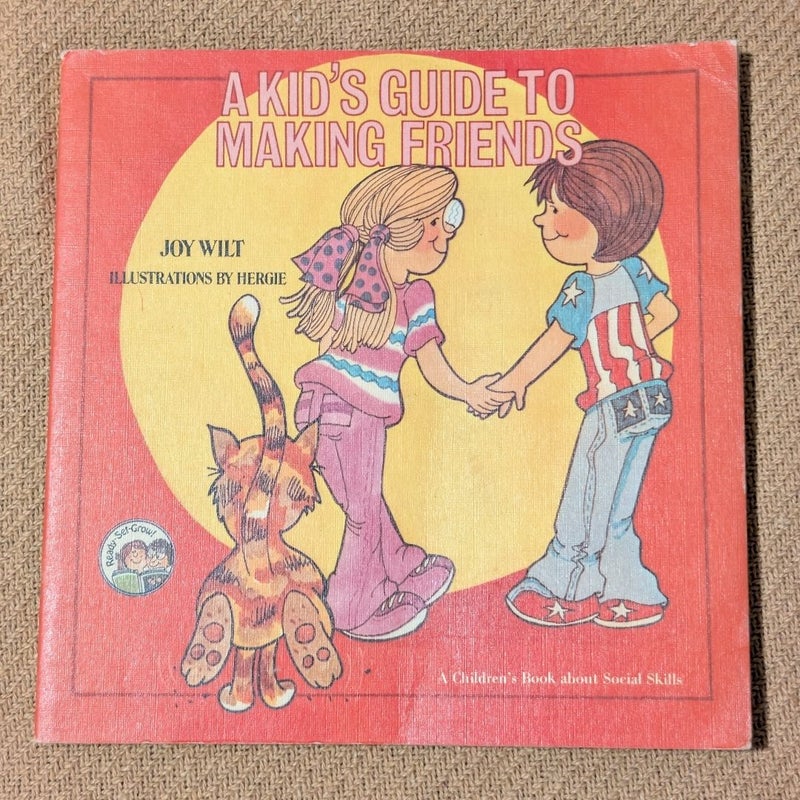 A KID'S GUIDE TO
MAKING FRIENDS
JOY WILT
ILLUSTRATIONS BY HERGIE
Ready-Set-Grow!
A Children's Book about Social Skills